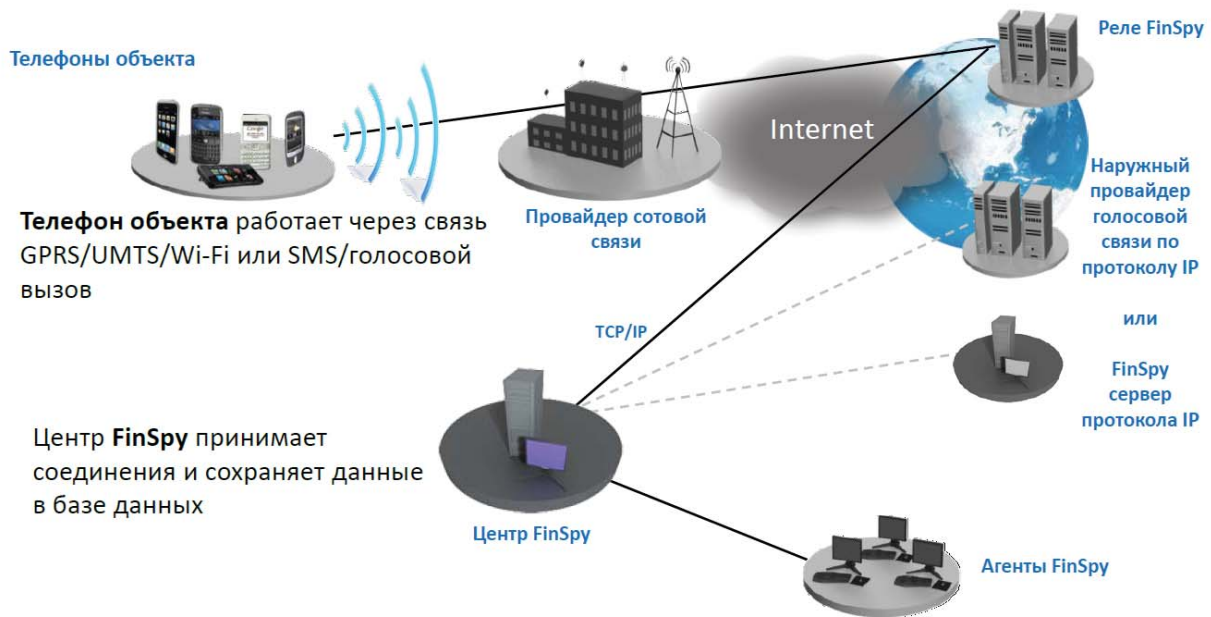 Телефоны объекта
Реле FinSpy
Internet
Наружный
провайдер
голосовой
связи по
протоколу IP
Провайдер сотовой
связи
Телефон объекта работает через связь
GPRS/UMTS/Wi-Fi или SMS/голосовой
вызов
или
TCP/IP
FinSpy
сервер
протокола IP
Центр FinSpy принимает
соединения и сохраняет данные
в базе данных
Центр FinSpy
Агенты FinSpy